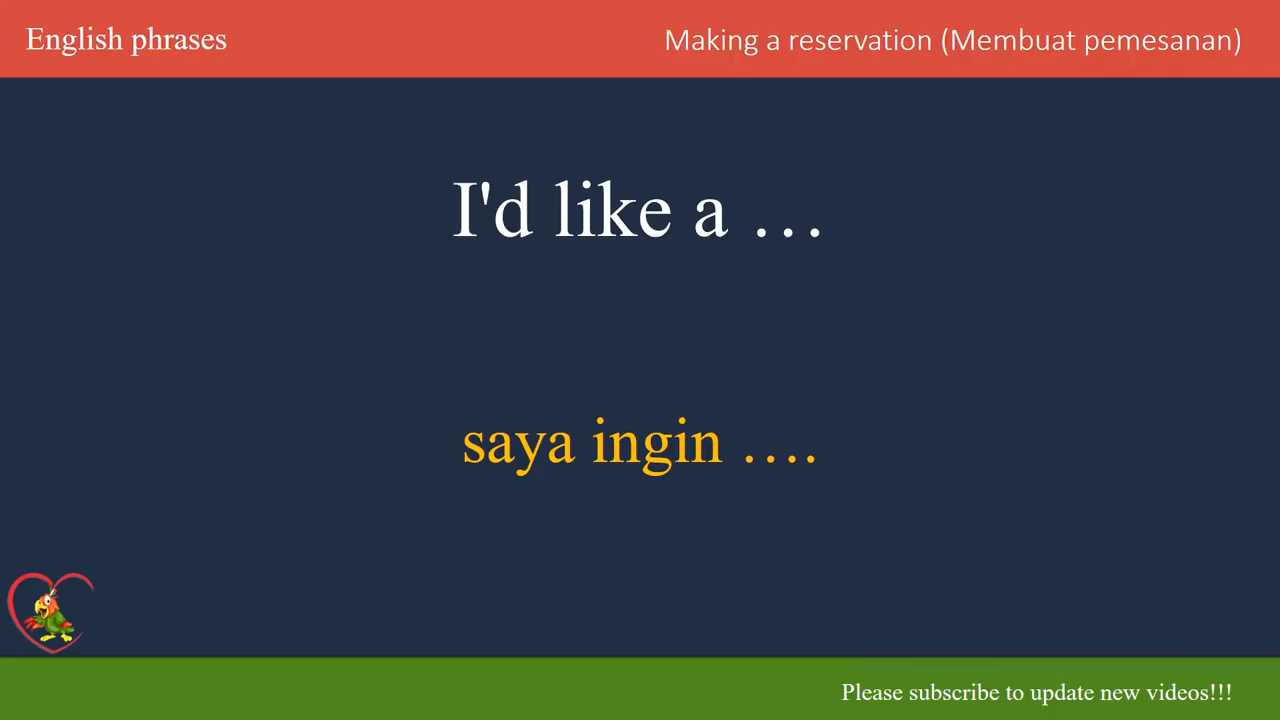 English phrases
Making a reservation (Membuat pemesanan)
I'd like a …
saya ingin ….
Please subscribe to update new videos!!!